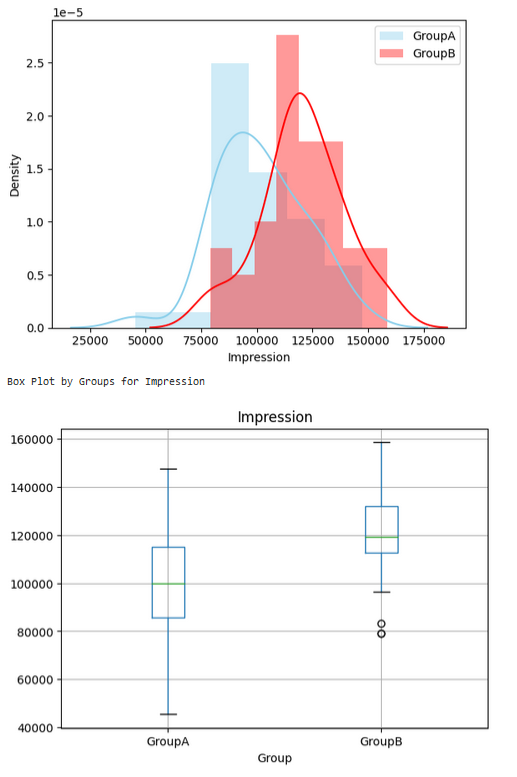 1e−5
GroupA
GroupB
2.5
2.0
1.5
1.0
0.5
0.0
Density
25000 50000 75000 100000 125000 150000 175000
Impression
Box Plot by Groups for Impression
Impression
160000
140000
120000
100000
80000
60000
40000
GroupA GroupB
Group